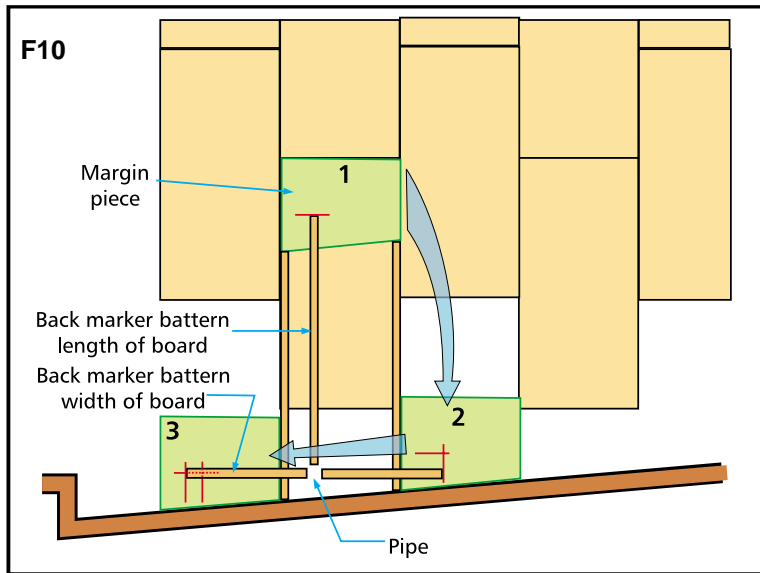 F10
1
Margin
piece
Back marker battern
length of board
Back marker battern
width of board
2
3
Pipe